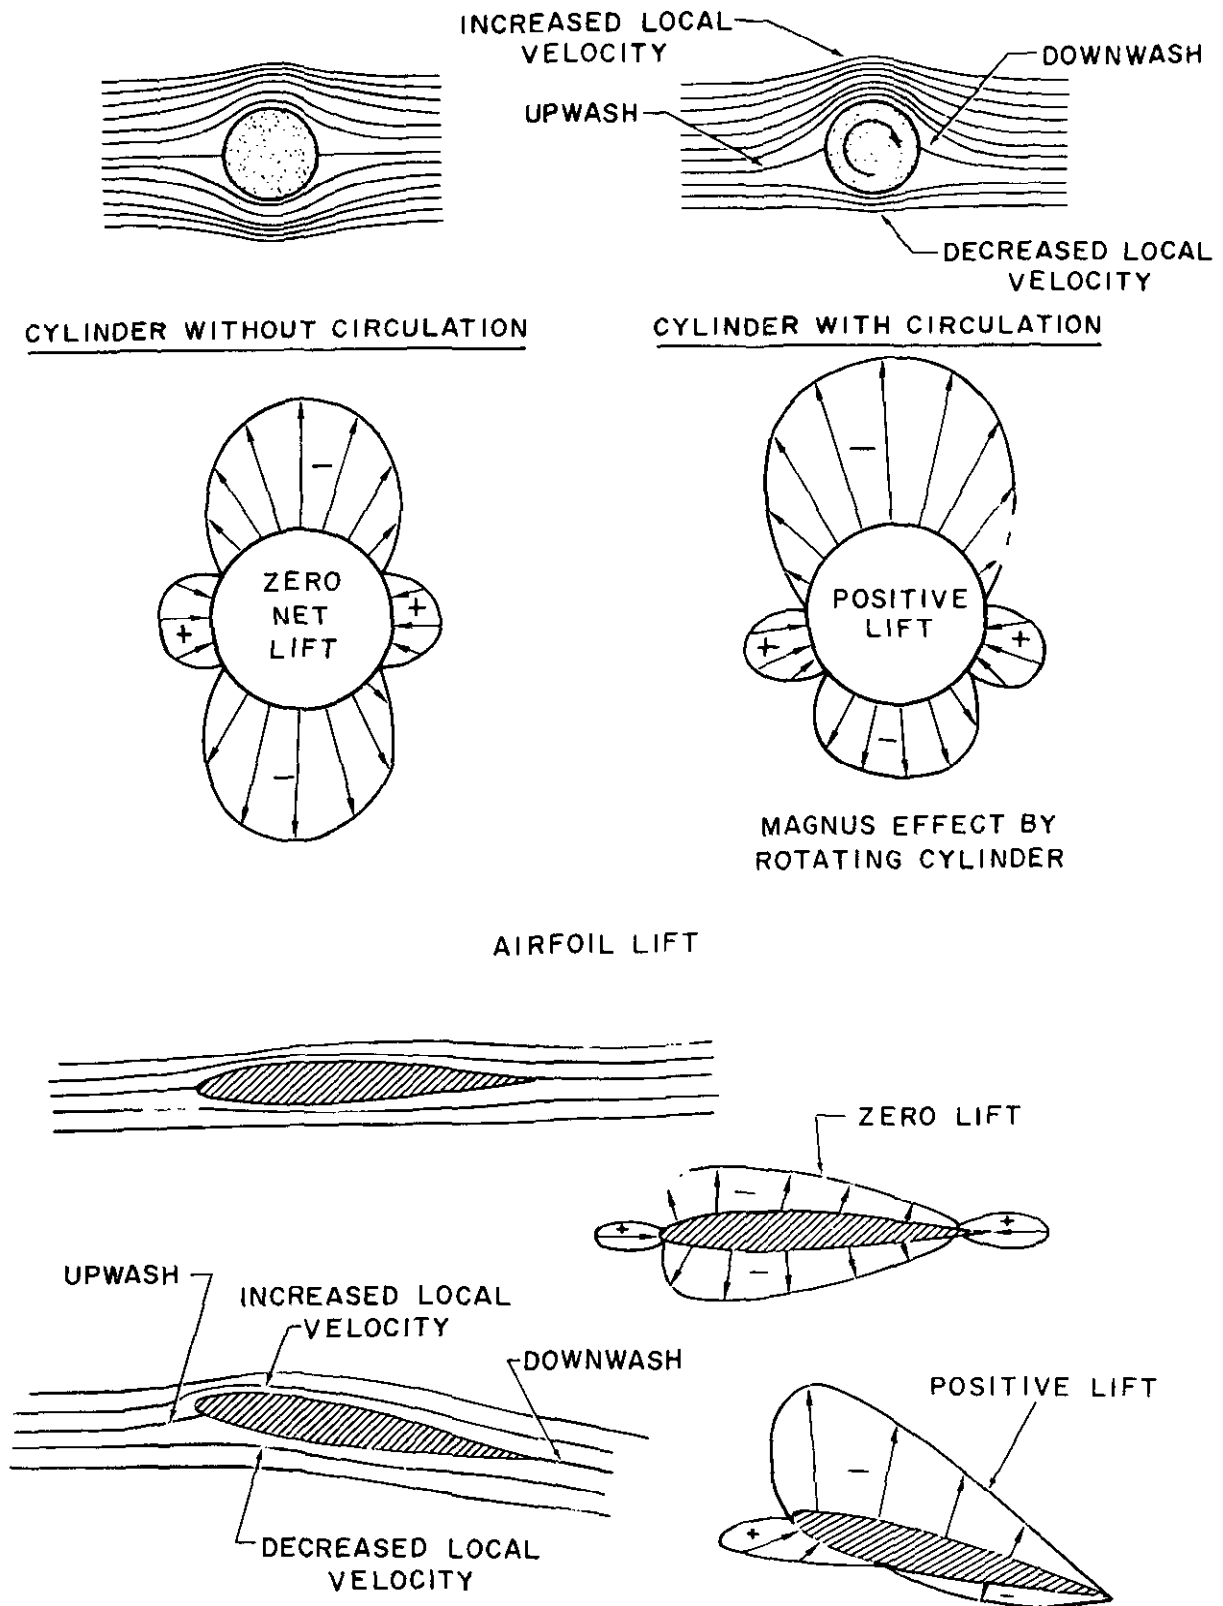 INCREASED LOCAL
VELOCITY
DOWNWASH
UPWASH
DECREASED LOCAL
VELOCITY
CYLINDER WITHOUT CIRCULATION
CYLINDER WITH CIRCULATION
−
−
ZERO
NET
LIFT
+
+
POSITIVE
LIFT
+
+
−
−
MAGNUS EFFECT BY
ROTATING CYLINDER
AIRFOIL LIFT
ZERO LIFT
−
+
+
−
UPWASH
INCREASED LOCAL
VELOCITY
DOWNWASH
POSITIVE LIFT
−
+
DECREASED LOCAL
VELOCITY
−